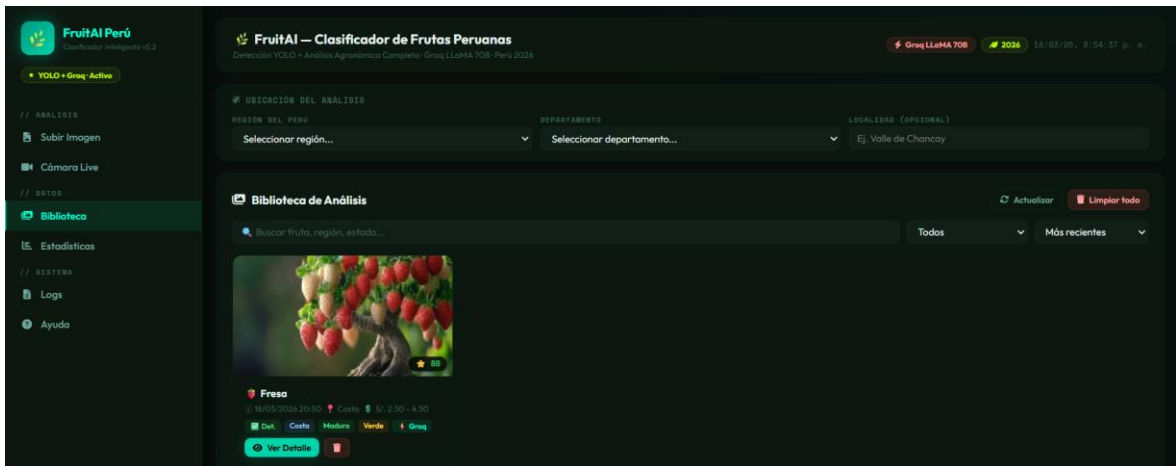 FruitAI Perú
Clasificador Inteligente v5.2
YOLO + Groq · Activo
// ANÁLISIS
Subir Imagen
Cámara Live
// DATOS
Biblioteca
Estadísticas
// SISTEMA
Logs
Ayuda
FruitAI — Clasificador de Frutas Peruanas
Detección YOLO + Análisis Agronómico Completo · Groq LLaMA 70B · Perú 2026
Groq LLaMA 70B
2026
18/03/26, 8:54:37 p. m.
UBICACIÓN DEL ANÁLISIS
REGIÓN DEL PERÚ
DEPARTAMENTO
LOCALIDAD (OPCIONAL)
Seleccionar región...
Seleccionar departamento...
Ej. Valle de Chancay
Biblioteca de Análisis
Actualizar
Limpiar todo
Buscar fruta, región, estado...
Todos
Más recientes
Fresa
18/03/2026 20:50 Costa S/. 2.50 - 4.50
Det. Costa Maduro Verde Groq
Ver Detalle